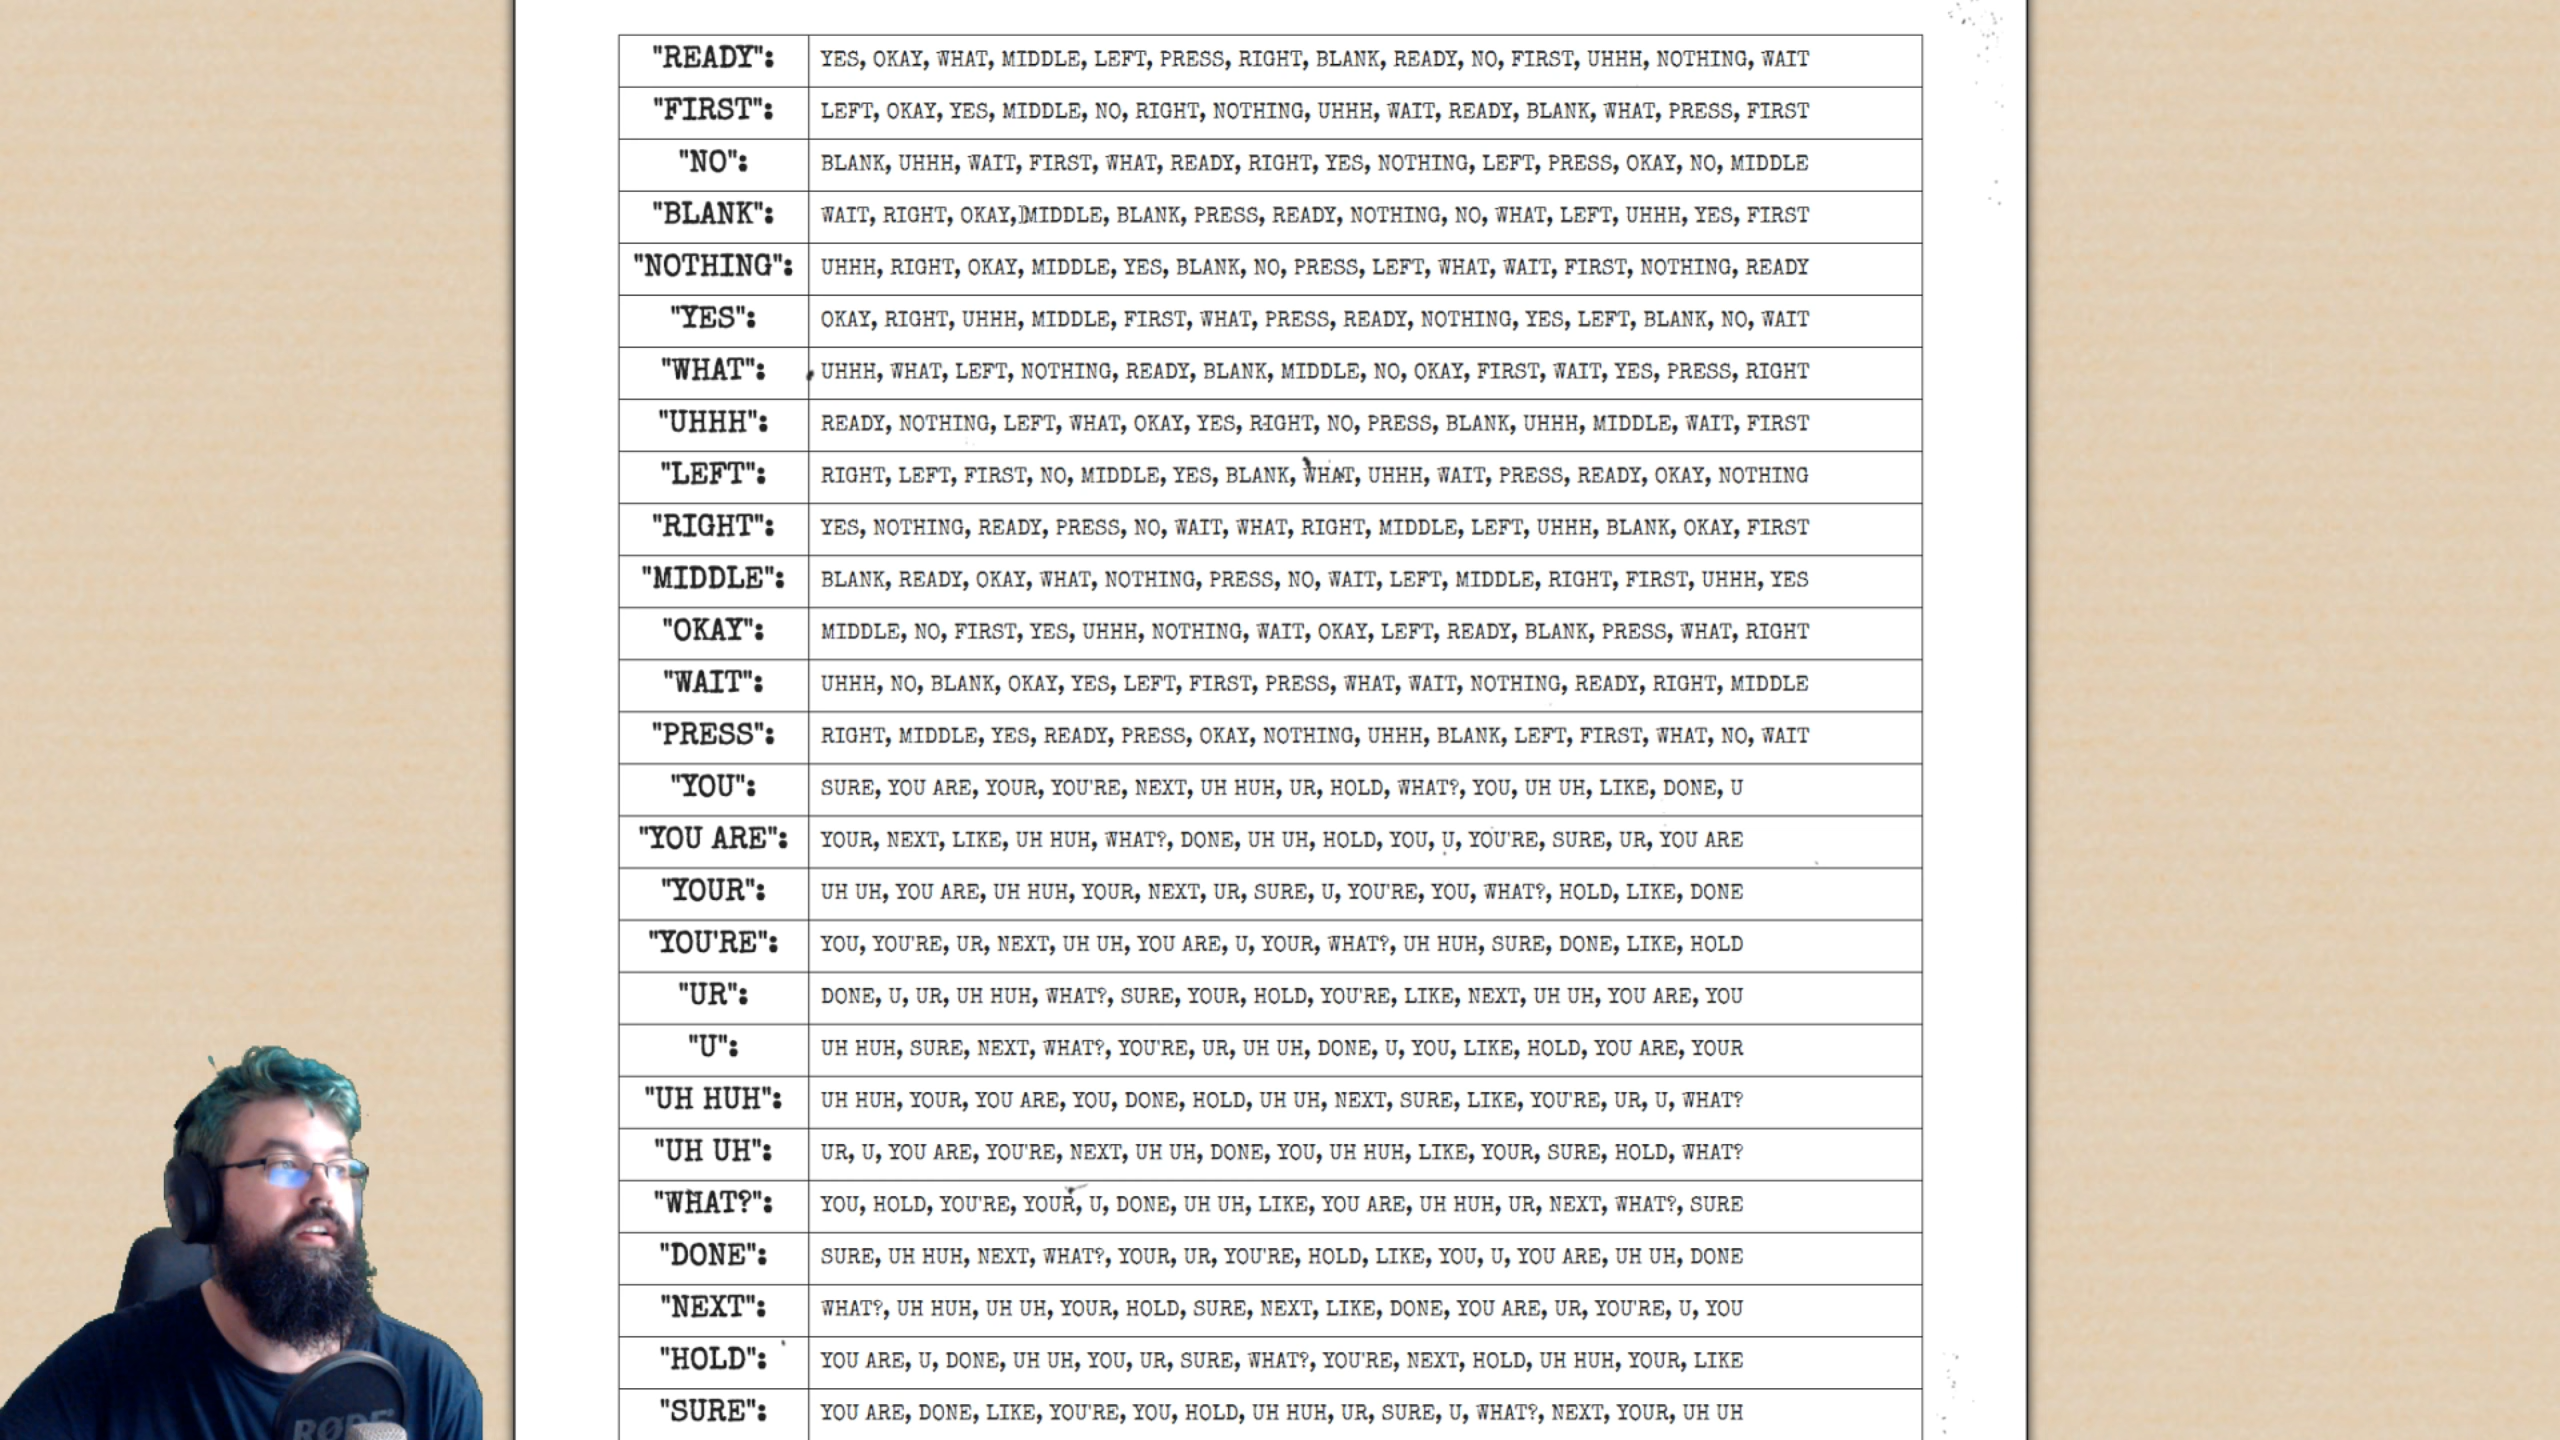 "READY": YES, OKAY, WHAT, MIDDLE, LEFT, PRESS, RIGHT, BLANK, READY, NO, FIRST, UHHH, NOTHING, WAIT
"FIRST": LEFT, OKAY, YES, MIDDLE, NO, RIGHT, NOTHING, UHHH, WAIT, READY, BLANK, WHAT, PRESS, FIRST
"NO": BLANK, UHHH, WAIT, FIRST, WHAT, READY, RIGHT, YES, NOTHING, LEFT, PRESS, OKAY, NO, MIDDLE
"BLANK": WAIT, RIGHT, OKAY, MIDDLE, BLANK, PRESS, READY, NOTHING, NO, WHAT, LEFT, UHHH, YES, FIRST
"NOTHING": UHHH, RIGHT, OKAY, MIDDLE, YES, BLANK, NO, PRESS, LEFT, WHAT, WAIT, FIRST, NOTHING, READY
"YES": OKAY, RIGHT, UHHH, MIDDLE, FIRST, WHAT, PRESS, READY, NOTHING, YES, LEFT, BLANK, NO, WAIT
"WHAT": UHHH, WHAT, LEFT, NOTHING, READY, BLANK, MIDDLE, NO, OKAY, FIRST, WAIT, YES, PRESS, RIGHT
"UHHH": READY, NOTHING, LEFT, WHAT, OKAY, YES, RIGHT, NO, PRESS, BLANK, UHHH, MIDDLE, WAIT, FIRST
"LEFT": RIGHT, LEFT, FIRST, NO, MIDDLE, YES, BLANK, WHAT, UHHH, WAIT, PRESS, READY, OKAY, NOTHING
"RIGHT": YES, NOTHING, READY, PRESS, NO, WAIT, WHAT, RIGHT, MIDDLE, LEFT, UHHH, BLANK, OKAY, FIRST
"MIDDLE": BLANK, READY, OKAY, WHAT, NOTHING, PRESS, NO, WAIT, LEFT, MIDDLE, RIGHT, FIRST, UHHH, YES
"OKAY": MIDDLE, NO, FIRST, YES, UHHH, NOTHING, WAIT, OKAY, LEFT, READY, BLANK, PRESS, WHAT, RIGHT
"WAIT": UHHH, NO, BLANK, OKAY, YES, LEFT, FIRST, PRESS, WHAT, WAIT, NOTHING, READY, RIGHT, MIDDLE
"PRESS": RIGHT, MIDDLE, YES, READY, PRESS, OKAY, NOTHING, UHHH, BLANK, LEFT, FIRST, WHAT, NO, WAIT
"YOU": SURE, YOU ARE, YOUR, YOU'RE, NEXT, UH HUH, UR, HOLD, WHAT?, YOU, UH UH, LIKE, DONE, U
"YOU ARE": YOUR, NEXT, LIKE, UH HUH, WHAT?, DONE, UH UH, HOLD, YOU, U, YOU'RE, SURE, UR, YOU ARE
"YOUR": UH UH, YOU ARE, UH HUH, YOUR, NEXT, UR, SURE, U, YOU'RE, YOU, WHAT?, HOLD, LIKE, DONE
"YOU'RE": YOU, YOU'RE, UR, NEXT, UH UH, YOU ARE, U, YOUR, WHAT?, UH HUH, SURE, DONE, LIKE, HOLD
"UR": DONE, U, UR, UH HUH, WHAT?, SURE, YOUR, HOLD, YOU'RE, LIKE, NEXT, UH UH, YOU ARE, YOU
"U": UH HUH, SURE, NEXT, WHAT?, YOU'RE, UR, UH UH, DONE, U, YOU, LIKE, HOLD, YOU ARE, YOUR
"UH HUH": UH HUH, YOUR, YOU ARE, YOU, DONE, HOLD, UH UH, NEXT, SURE, LIKE, YOU'RE, UR, U, WHAT?
"UH UH": UR, U, YOU ARE, YOU'RE, NEXT, UH UH, DONE, YOU, UH HUH, LIKE, YOUR, SURE, HOLD, WHAT?
"WHAT?": YOU, HOLD, YOU'RE, YOUR, U, DONE, UH UH, LIKE, YOU ARE, UH HUH, UR, NEXT, WHAT?, SURE
"DONE": SURE, UH HUH, NEXT, WHAT?, YOUR, UR, YOU'RE, HOLD, LIKE, YOU, U, YOU ARE, UH UH, DONE
"NEXT": WHAT?, UH HUH, UH UH, YOUR, HOLD, SURE, NEXT, LIKE, DONE, YOU ARE, UR, YOU'RE, U, YOU
"HOLD": YOU ARE, U, DONE, UH UH, YOU, UR, SURE, WHAT?, YOU'RE, NEXT, HOLD, UH HUH, YOUR, LIKE
"SURE": YOU ARE, DONE, LIKE, YOU'RE, YOU, HOLD, UH HUH, UR, SURE, U, WHAT?, NEXT, YOUR, UH UH
RØDE